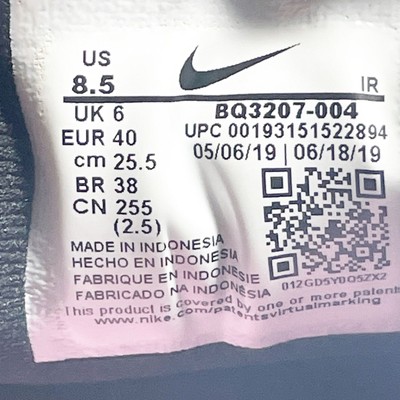 US
8.5
IR
UK 6
BQ3207-004
EUR 40
UPC 00193151522894
cm 25.5
05/06/19 | 06/18/19
BR 38
CN 255
(2.5)
MADE IN INDONESIA
HECHO EN INDONESIA
FABRIQUE EN INDONESIE
FABRICADO NA INDONÉSIA
012GD5YDQ5ZX2
This product is covered by one or more patents
www.nike.com/patentsvirtualmarking